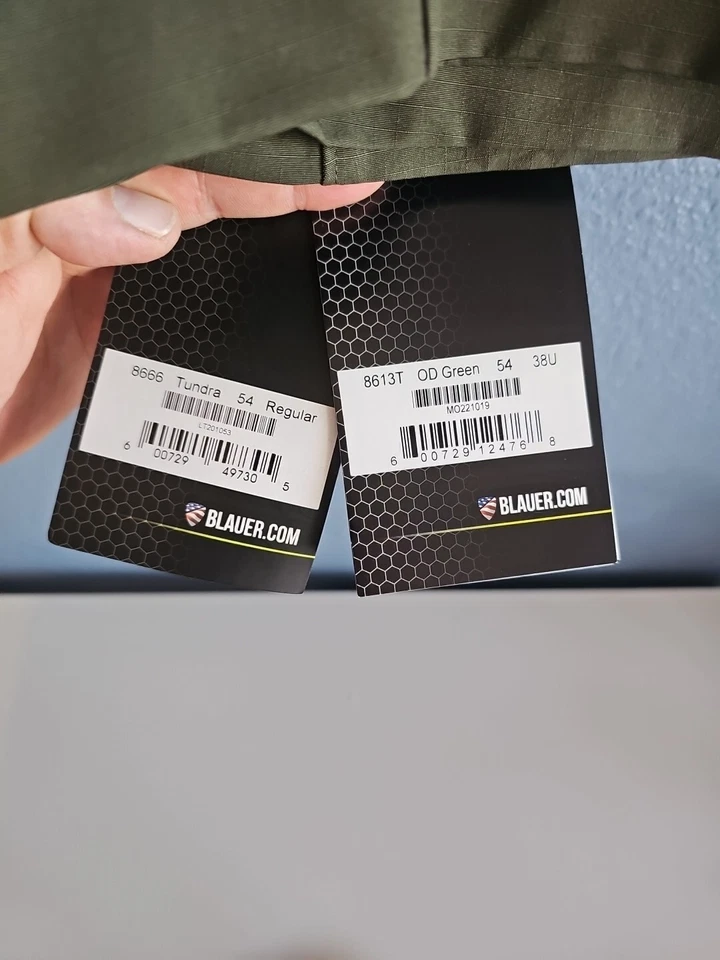 8666 Tundra 54 Regular
LT201053
6 00729 49730 5
BLAUER.COM
8613T OD Green 54 38U
MO221019
6 00729 12476 8
BLAUER.COM